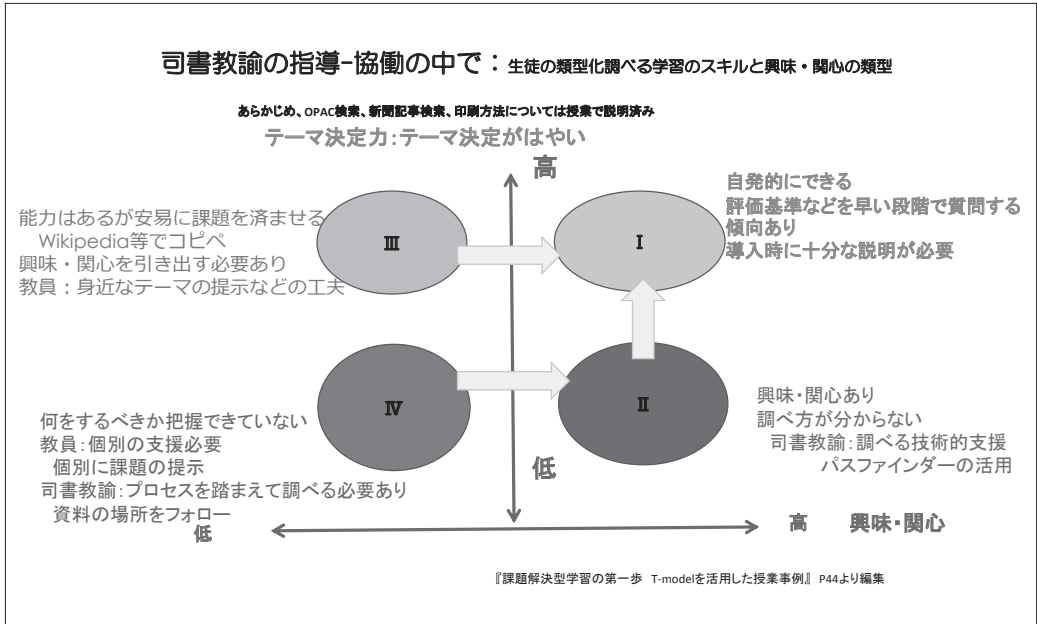 司書教諭の指導-協働の中で：生徒の類型化調べる学習のスキルと興味・関心の類型
あらかじめ、OPAC検索、新聞記事検索、印刷方法については授業で説明済み
テーマ決定力：テーマ決定がはやい
高
能力はあるが安易に課題を済ませる
Wikipedia等でコピペ
興味・関心を引き出す必要あり
教員：身近なテーマの提示などの工夫
Ⅲ
Ⅰ
自発的にできる
評価基準などを早い段階で質問する
傾向あり
導入時に十分な説明が必要
何をするべきか把握できていない
教員：個別の支援必要
個別に課題の提示
司書教諭：プロセスを踏まえて調べる必要あり
資料の場所をフォロー
Ⅳ
Ⅱ
興味・関心あり
調べ方が分からない
司書教諭：調べる技術的支援
パスファインダーの活用
低
低
高 興味・関心
『課題解決型学習の第一歩 T-modelを活用した授業事例』 P44より編集